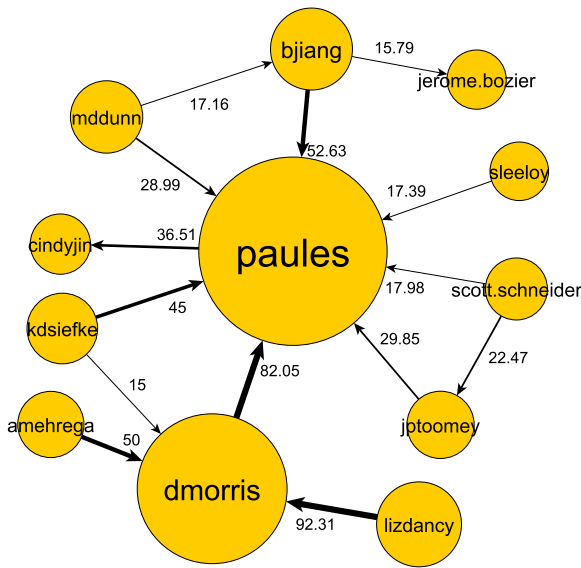 bjiang
15.79
jerome.bozier
17.16
mddunn
52.63
sleeloy
28.99
17.39
36.51
cindyjin
paules
17.98
scott.schneider
45
kdsiefke
29.85
22.47
82.05
15
amehrega
50
jptoomey
dmorris
92.31
lizdancy